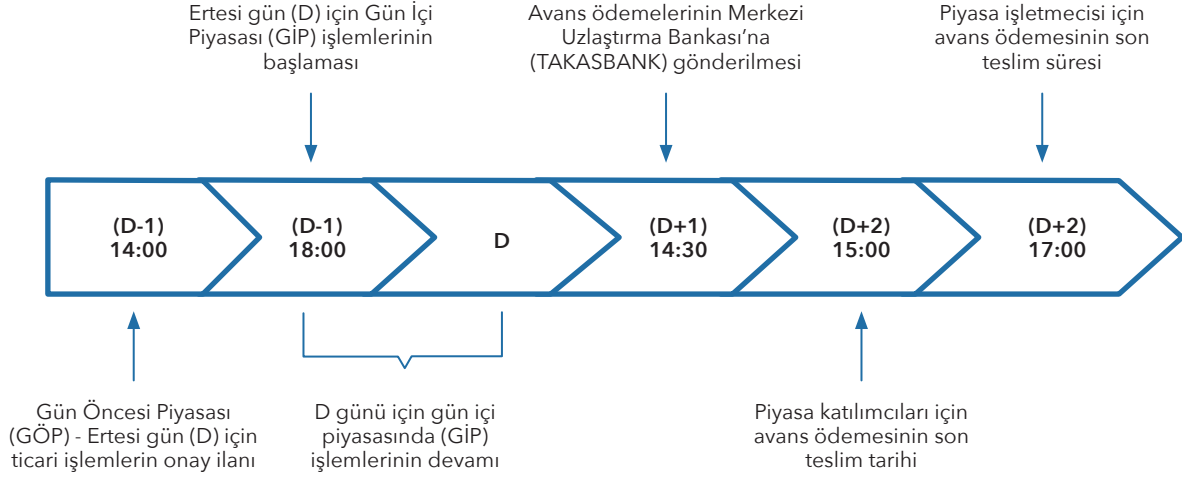 Ertesi gün (D) için Gün İçi
Piyasası (GİP) işlemlerinin
başlaması
Avans ödemelerinin Merkezi
Uzlaştırma Bankası’na
(TAKASBANK) gönderilmesi
Piyasa işletmecisi için
avans ödemesinin son
teslim süresi
(D-1)
14:00
(D-1)
18:00
D
(D+1)
14:30
(D+2)
15:00
(D+2)
17:00
Gün Öncesi Piyasası
(GÖP) - Ertesi gün (D) için
ticari işlemlerin onay ilanı
D günü için gün içi
piyasasında (GİP)
işlemlerinin devamı
Piyasa katılımcıları için
avans ödemesinin son
teslim tarihi